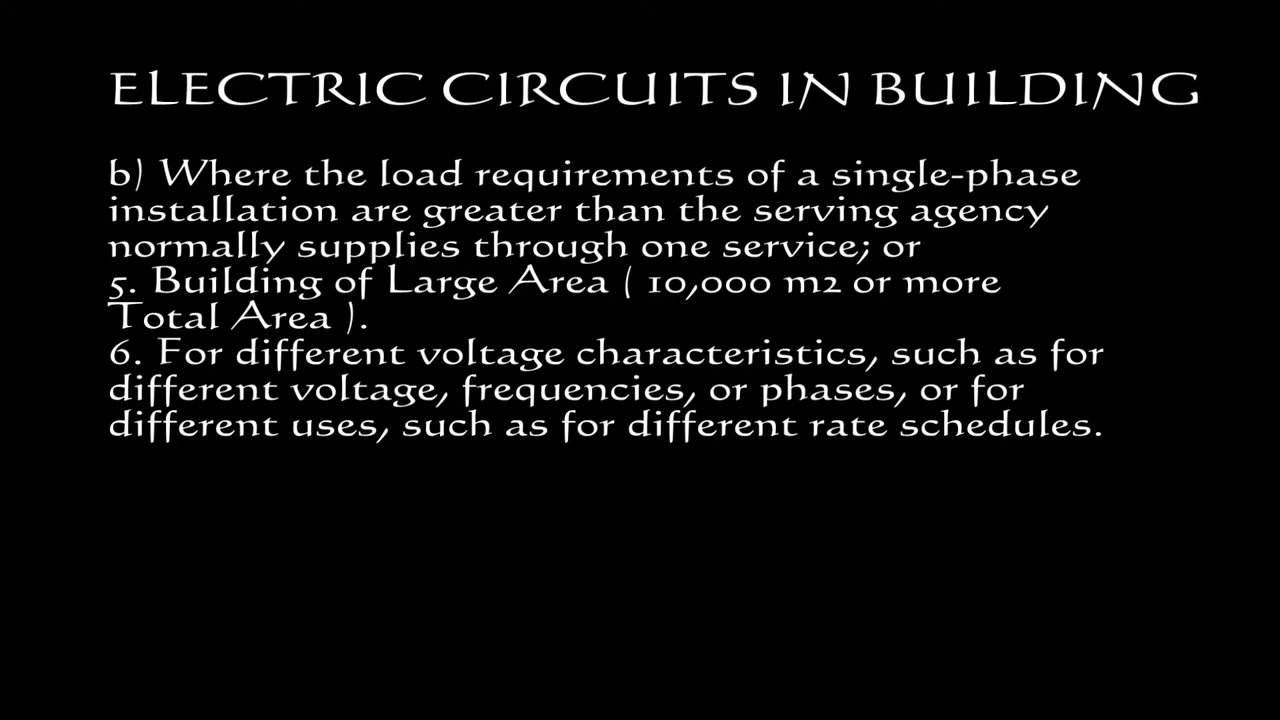 ELECTRIC CIRCUITS IN BUILDING
b) Where the load requirements of a single-phase
installation are greater than the serving agency
normally supplies through one service; or
5. Building of Large Area ( 10,000 m2 or more
Total Area ).
6. For different voltage characteristics, such as for
different voltage, frequencies, or phases, or for
different uses, such as for different rate schedules.